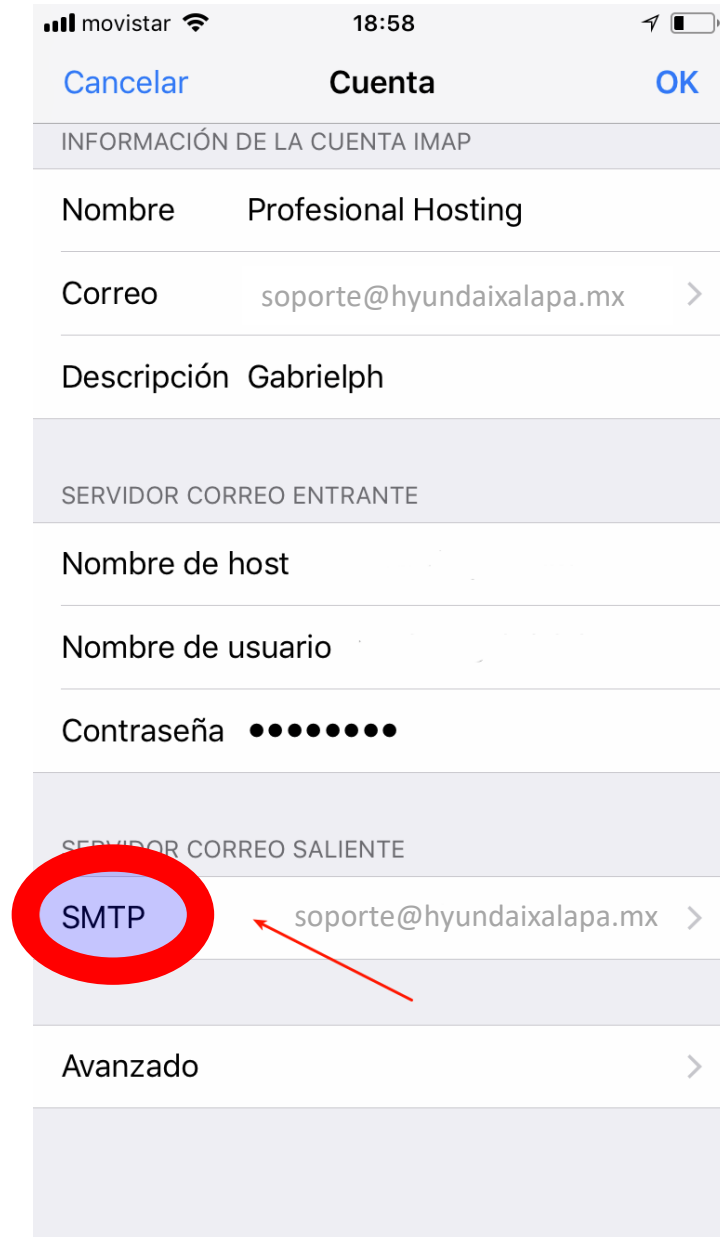 movistar 18:58
Cancelar Cuenta OK
INFORMACIÓN DE LA CUENTA IMAP
Nombre Profesional Hosting
Correo soporte@hyundaixalapa.mx
Descripción Gabrielph
SERVIDOR CORREO ENTRANTE
Nombre de host
Nombre de usuario
Contraseña ●●●●●●●●
SERVIDOR CORREO SALIENTE
SMTP soporte@hyundaixalapa.mx
Avanzado